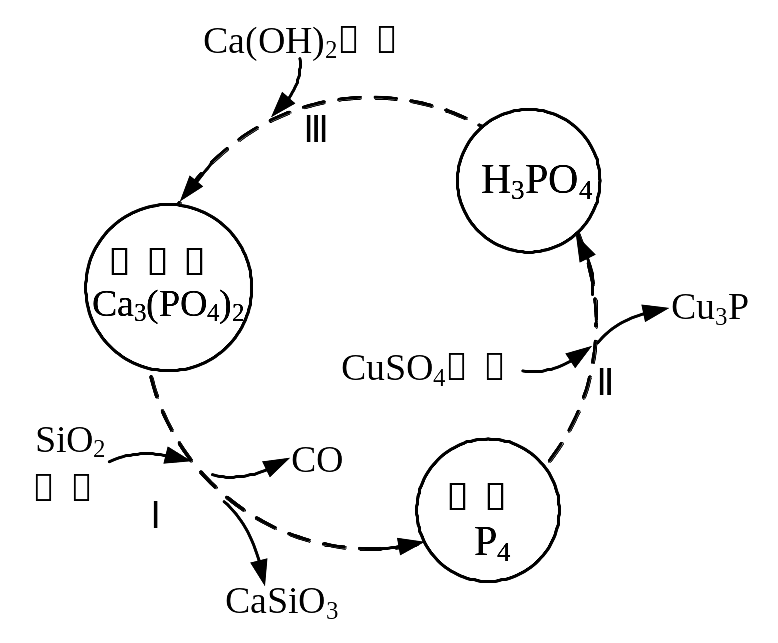 Ca(OH)₂
Ⅲ
H₃PO₄
Ca₃(PO₄)₂
Cu₃P
CuSO₄
Ⅱ
SiO₂
CO
Ⅰ
P₄
CaSiO₃